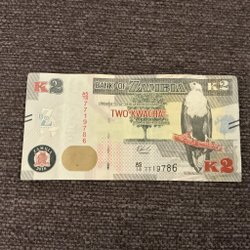 K2
BANK OF ZAMBIA
K2
TWO KWACHA
7719786
7719786
ZAMBIA
K2